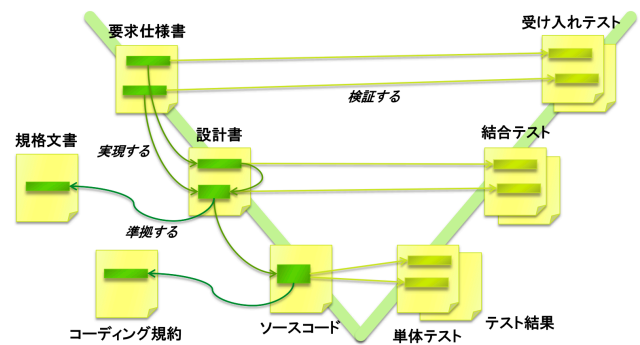 要求仕様書
受け入れテスト
検証する
実現する
設計書
結合テスト
規格文書
準拠する
コーディング規約
ソースコード
単体テスト
テスト結果